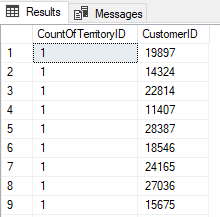 Results Messages
CountOfTerritoryID CustomerID
1 1 19897
2 1 14324
3 1 22814
4 1 11407
5 1 28387
6 1 18546
7 1 24165
8 1 27036
9 1 15675